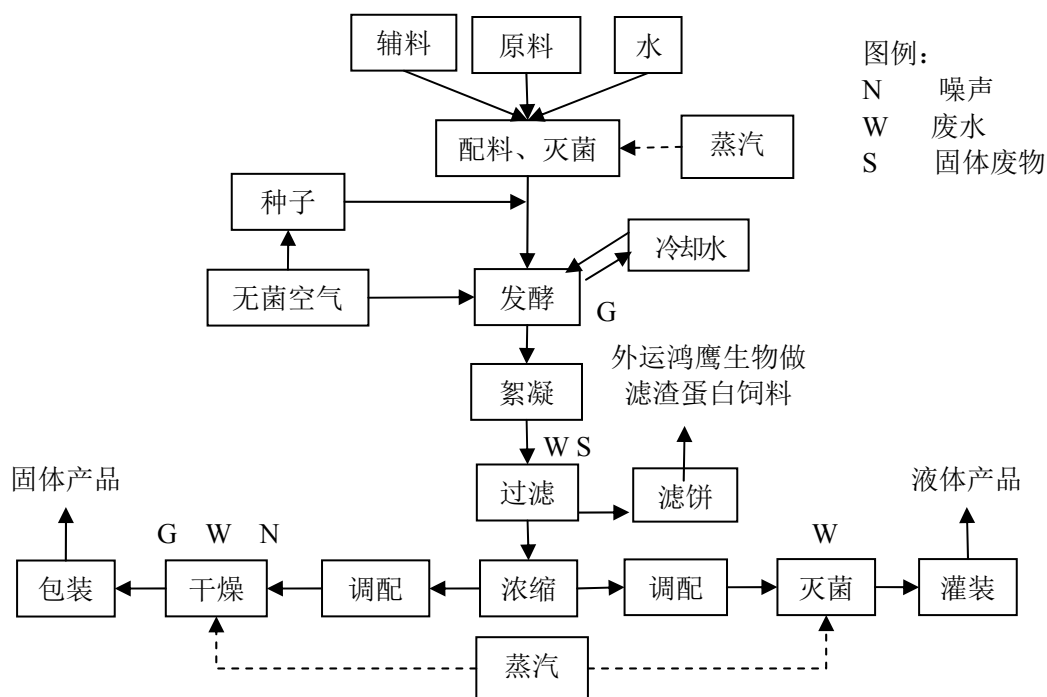 辅料
原料
水
图例：
N 噪声
W 废水
S 固体废物
配料、灭菌
蒸汽
种子
冷却水
无菌空气
发酵
G
外运鸿鹰生物做
滤渣蛋白饲料
絮凝
W S
固体产品
过滤
滤饼
液体产品
G W N
W
包装
干燥
调配
浓缩
调配
灭菌
灌装
蒸汽